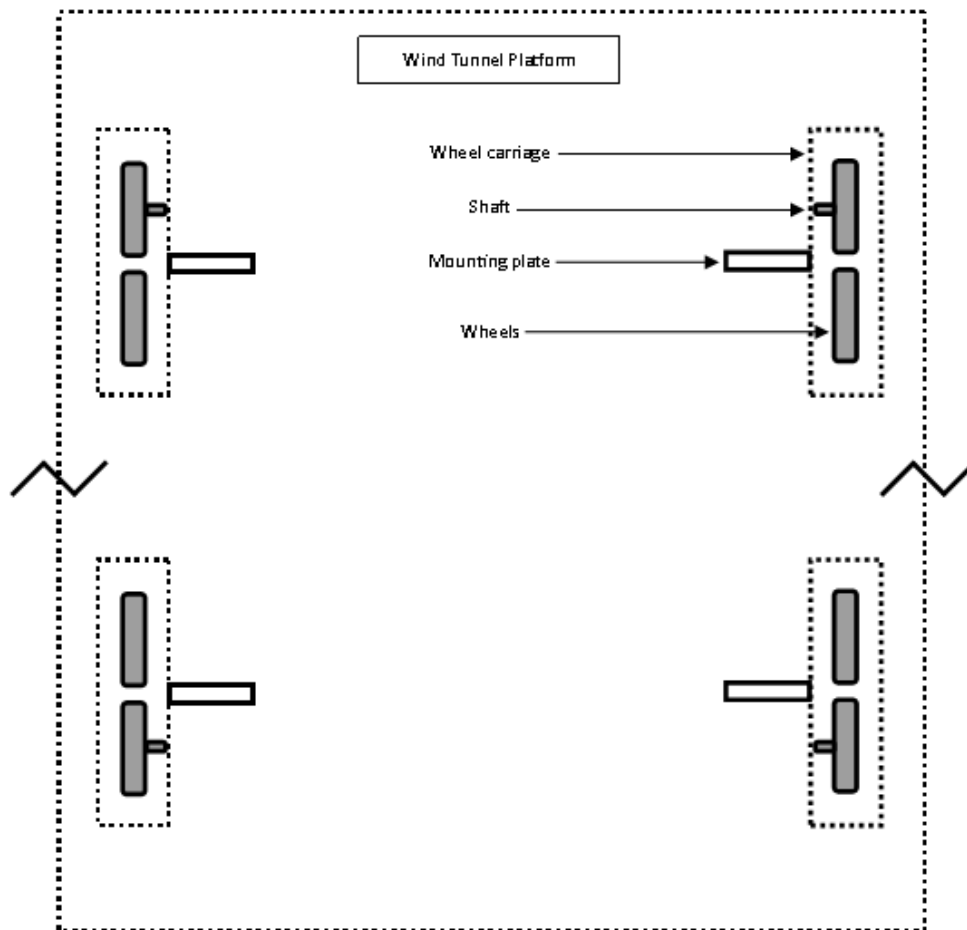 Wind Tunnel Platform
Wheel carriage
Shaft
Mounting plate
Wheels